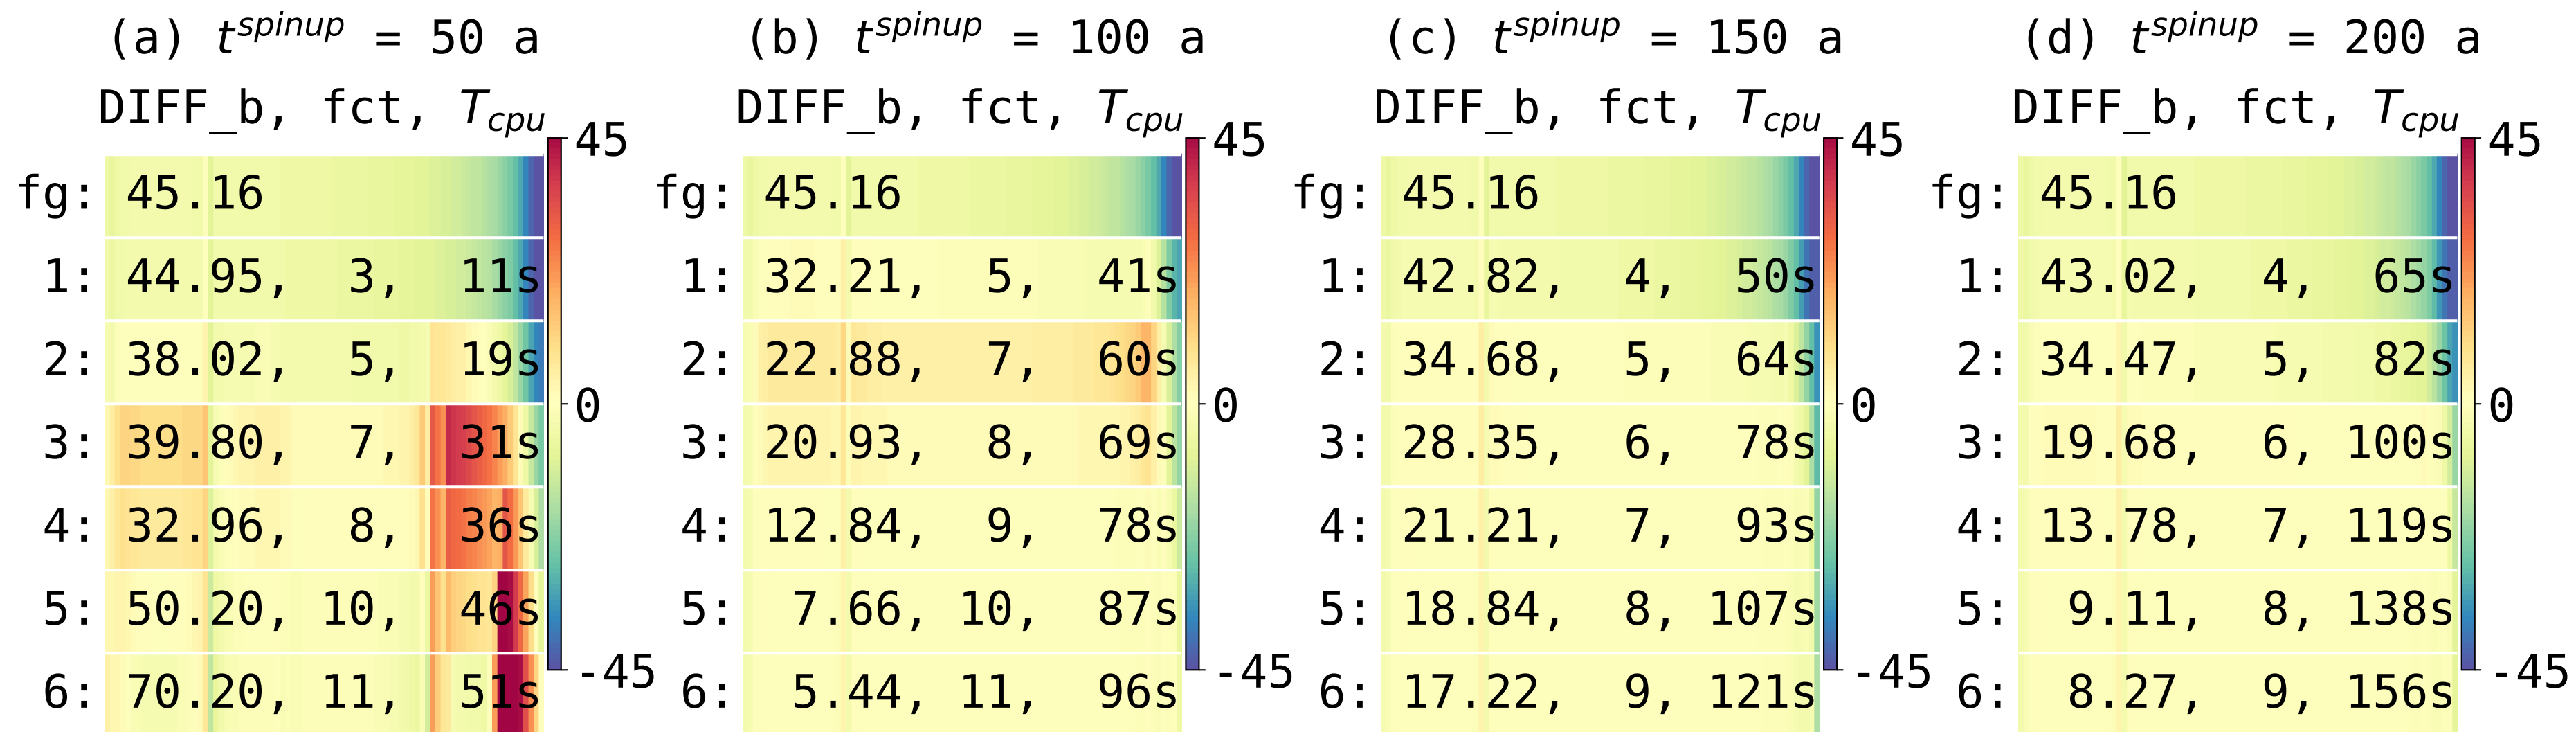 (a) t^spinup = 50 a
DIFF_b, fct, T_cpu
45
0
-45
fg: 45.16
1: 44.95, 3, 11s
2: 38.02, 5, 19s
3: 39.80, 7, 31s
4: 32.96, 8, 36s
5: 50.20, 10, 46s
6: 70.20, 11, 51s
(b) t^spinup = 100 a
DIFF_b, fct, T_cpu
45
0
-45
fg: 45.16
1: 32.21, 5, 41s
2: 22.88, 7, 60s
3: 20.93, 8, 69s
4: 12.84, 9, 78s
5: 7.66, 10, 87s
6: 5.44, 11, 96s
(c) t^spinup = 150 a
DIFF_b, fct, T_cpu
45
0
-45
fg: 45.16
1: 42.82, 4, 50s
2: 34.68, 5, 64s
3: 28.35, 6, 78s
4: 21.21, 7, 93s
5: 18.84, 8, 107s
6: 17.22, 9, 121s
(d) t^spinup = 200 a
DIFF_b, fct, T_cpu
45
0
-45
fg: 45.16
1: 43.02, 4, 65s
2: 34.47, 5, 82s
3: 19.68, 6, 100s
4: 13.78, 7, 119s
5: 9.11, 8, 138s
6: 8.27, 9, 156s